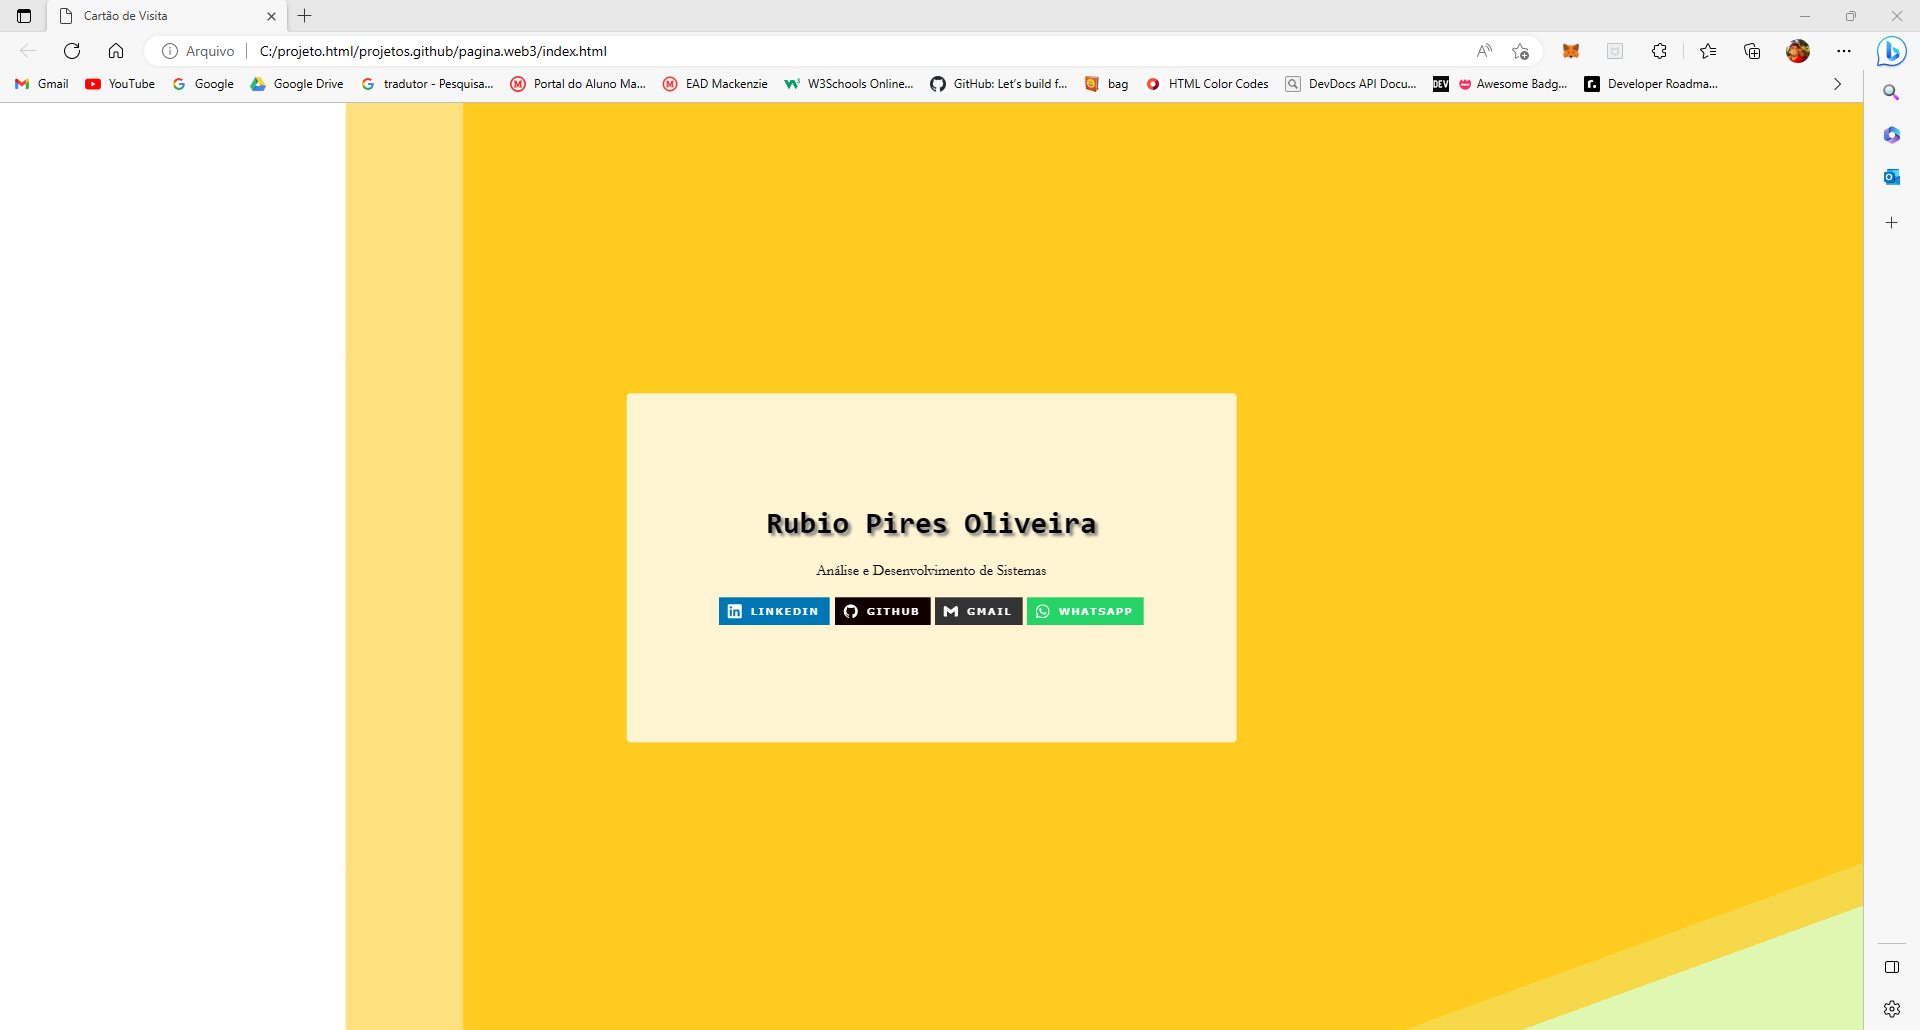 Cartão de Visita
Arquivo C:/projeto.html/projetos.github/pagina.web3/index.html
Gmail YouTube Google Google Drive tradutor - Pesquisa... Portal do Aluno Ma... EAD Mackenzie W3Schools Online... GitHub: Let's build f... bag HTML Color Codes DevDocs API Docu... DEV Awesome Badg... Developer Roadma...
Rubio Pires Oliveira
Análise e Desenvolvimento de Sistemas
LINKEDIN GITHUB GMAIL WHATSAPP